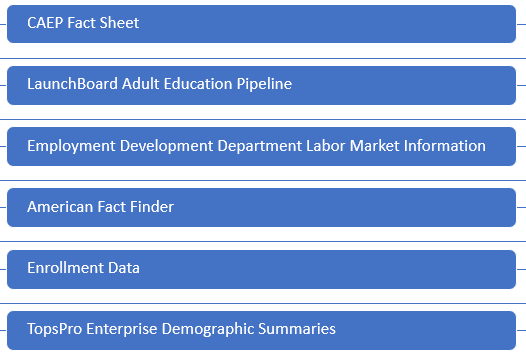 CAEP Fact Sheet
LaunchBoard Adult Education Pipeline
Employment Development Department Labor Market Information
American Fact Finder
Enrollment Data
TopsPro Enterprise Demographic Summaries